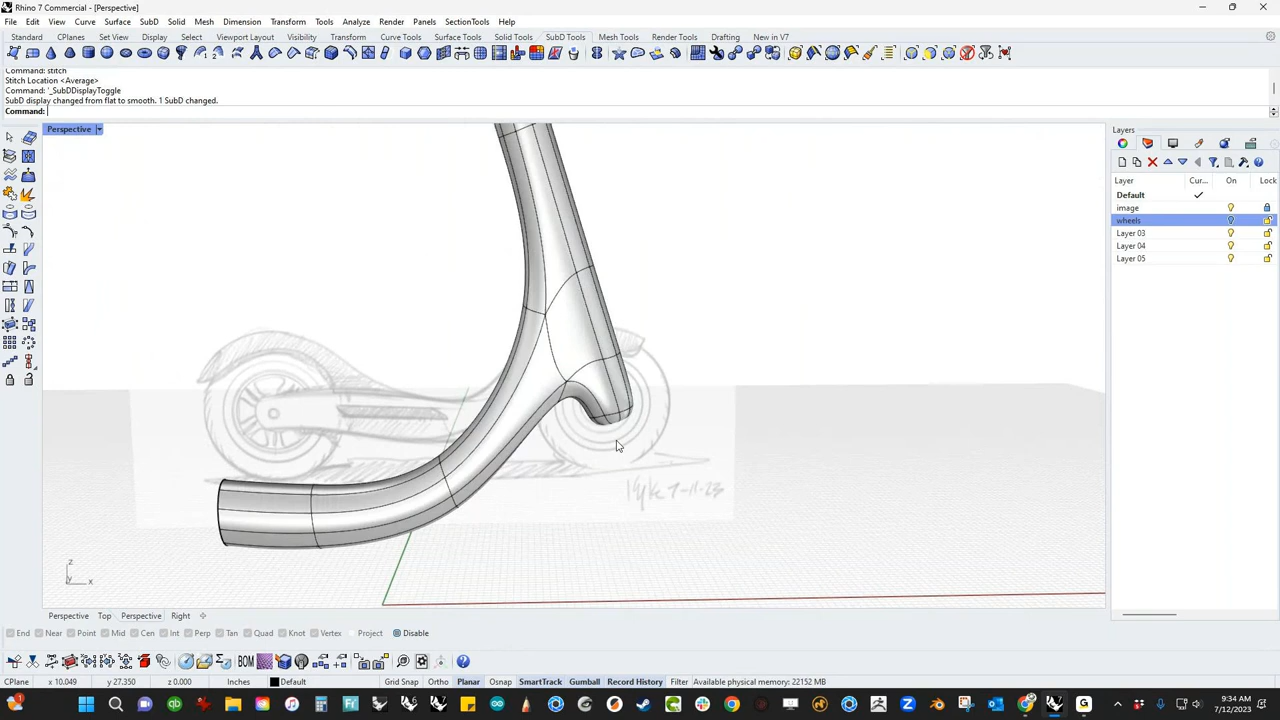 Rhino 7 Commercial - [Perspective]
File Edit View Curve Surface SubD Solid Mesh Dimension Transform Tools Analyze Render Panels SectionTools Help
Standard CPlanes Set View Display Select Viewport Layout Visibility Transform Curve Tools Surface Tools Solid Tools SubD Tools Mesh Tools Render Tools Drafting New in V7
Command: stitch
Stitch Location <Average>
Command: '_SubDDisplayToggle
SubD display changed from flat to smooth. 1 SubD changed.
Command:
Perspective
Layers
Layer Cur... On Lock
Default
image
wheels
Layer 03
Layer 04
Layer 05
7-11-23
z
y x
Perspective Top Perspective Right
End Near Point Mid Cen Int Perp Tan Quad Knot Vertex Project Disable
BOM
CPlane x 10.049 y 27.350 z 0.000 Inches Default Grid Snap Ortho Planar Osnap SmartTrack Gumball Record History Filter Available physical memory: 22152 MB
9:34 AM
7/12/2023